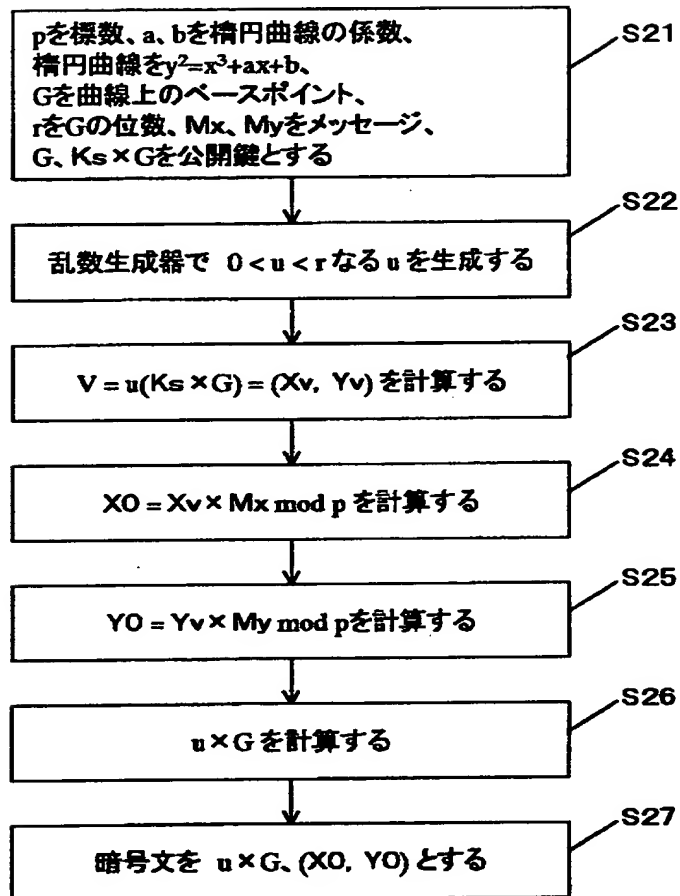 pを標数、a、bを楕円曲線の係数、
楕円曲線をy²=x³+ax+b、
Gを曲線上のベースポイント、
rをGの位数、Mx、Myをメッセージ、
G、Ks×Gを公開鍵とする
S21
乱数生成器で 0<u<rなるuを生成する
S22
V=u(Ks×G)=(Xv, Yv)を計算する
S23
X0=Xv×Mx mod pを計算する
S24
Y0=Yv×My mod pを計算する
S25
u×Gを計算する
S26
暗号文を u×G、(X0, Y0)とする
S27